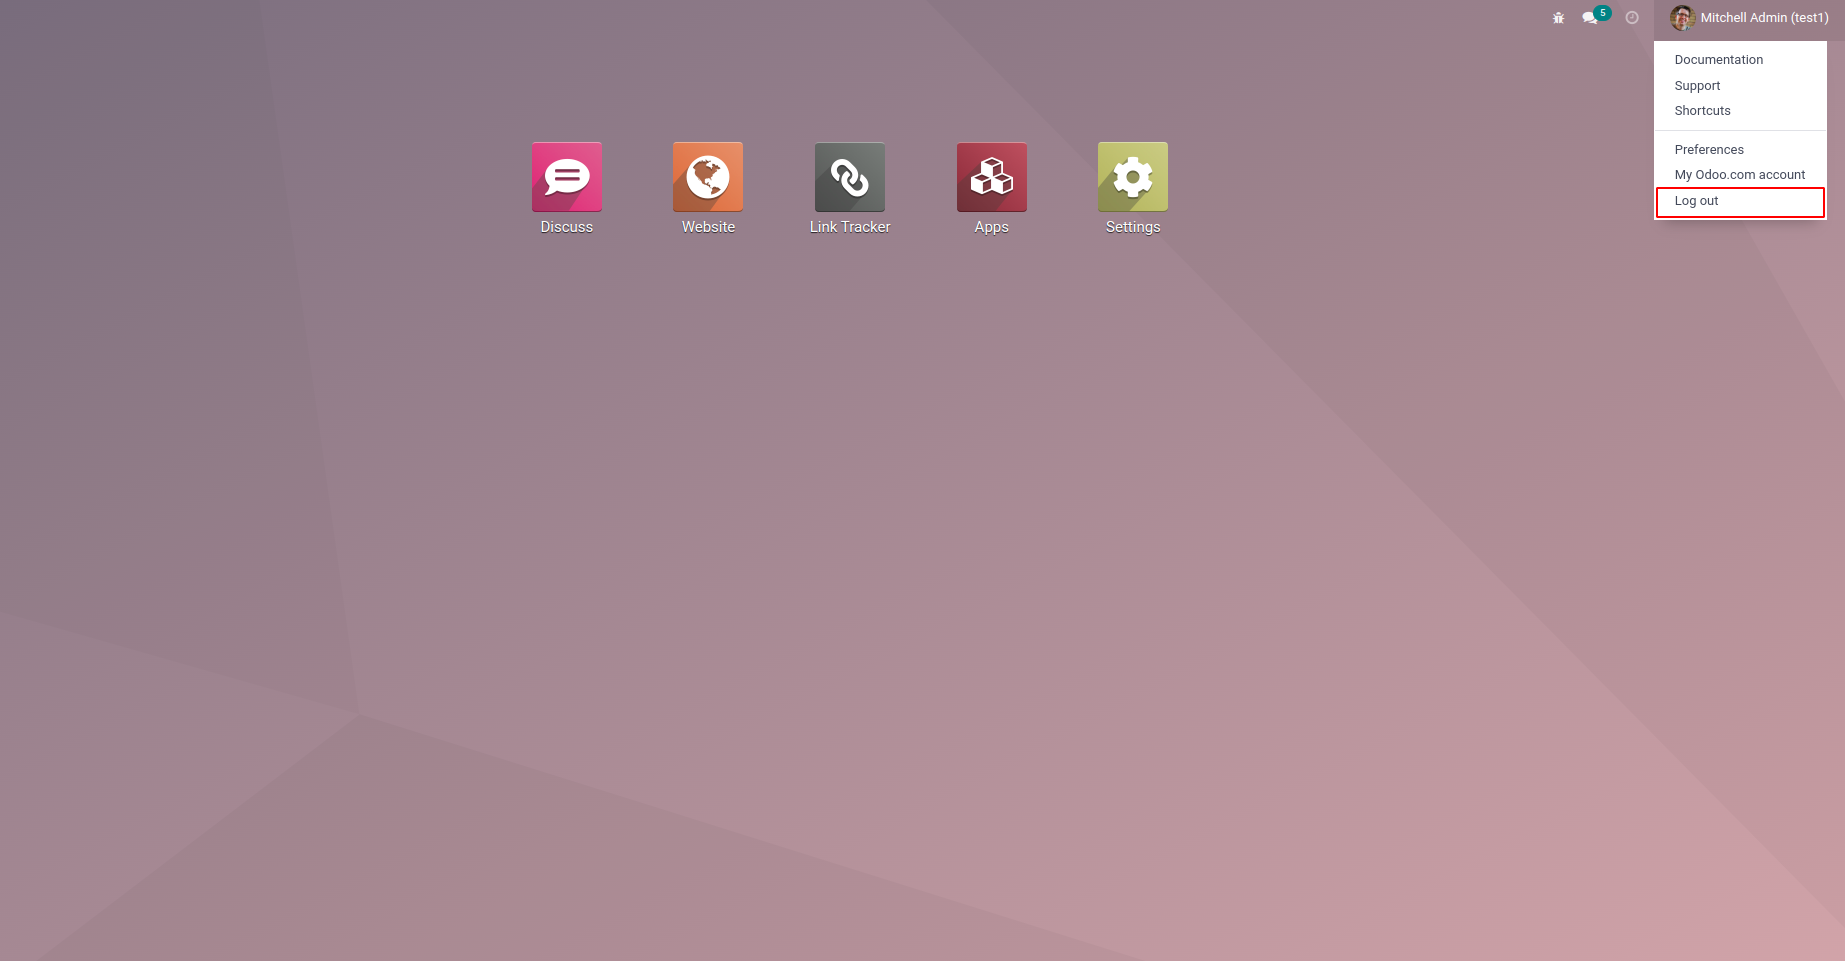 5
Mitchell Admin (test1)
Documentation
Support
Shortcuts
Preferences
My Odoo.com account
Log out
Discuss
Website
Link Tracker
Apps
Settings